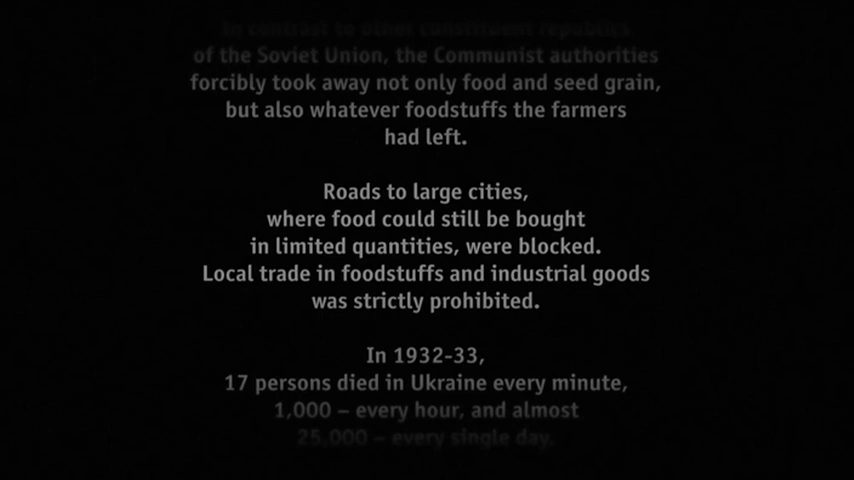 In contrast to other constituent republics
of the Soviet Union, the Communist authorities
forcibly took away not only food and seed grain,
but also whatever foodstuffs the farmers
had left.
Roads to large cities,
where food could still be bought
in limited quantities, were blocked.
Local trade in foodstuffs and industrial goods
was strictly prohibited.
In 1932-33,
17 persons died in Ukraine every minute,
1,000 – every hour, and almost
25,000 – every single day.